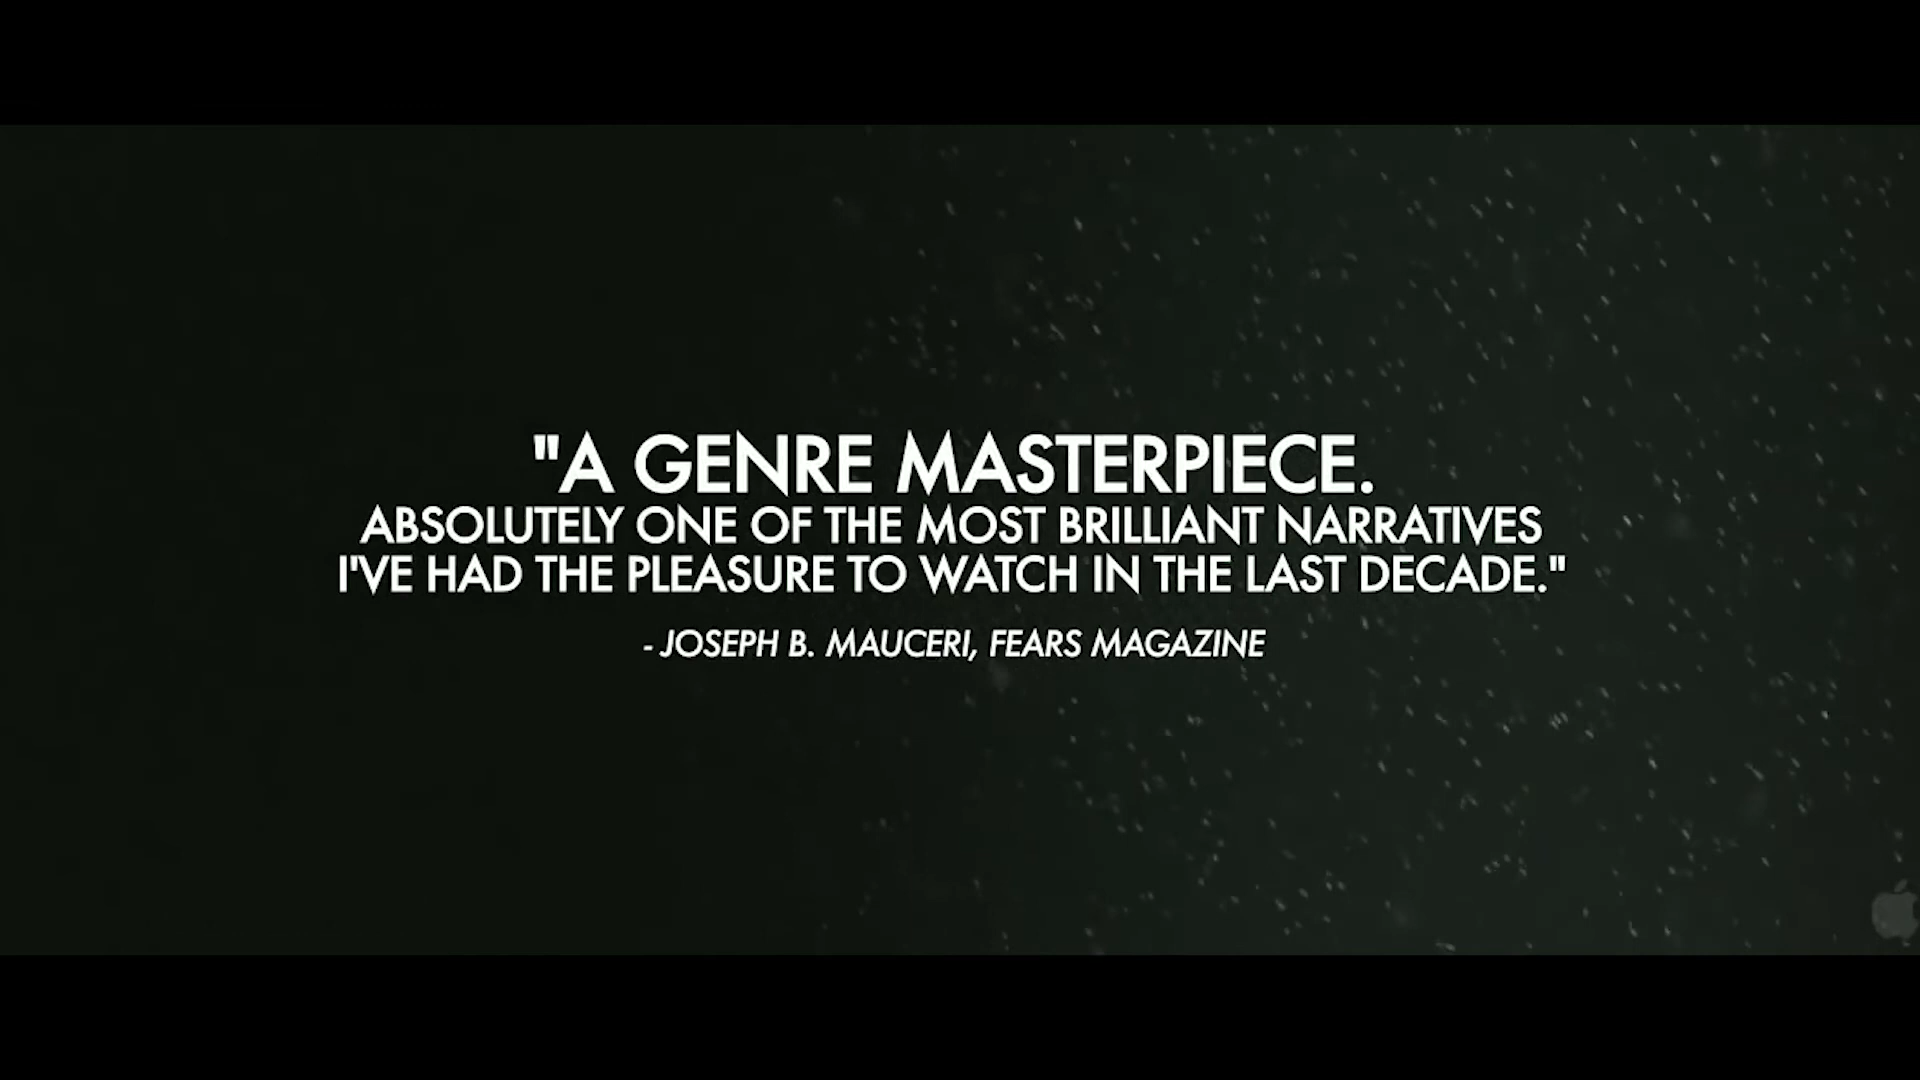 "A GENRE MASTERPIECE.
ABSOLUTELY ONE OF THE MOST BRILLIANT NARRATIVES
I'VE HAD THE PLEASURE TO WATCH IN THE LAST DECADE."
- JOSEPH B. MAUCERI, FEARS MAGAZINE